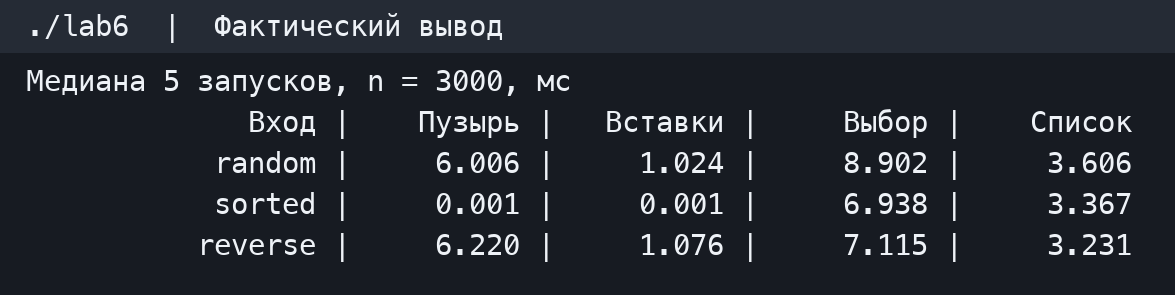 ./lab6 | Фактический вывод
Медиана 5 запусков, n = 3000, мс
Вход | Пузырь | Вставки | Выбор | Список
random | 6.006 | 1.024 | 8.902 | 3.606
sorted | 0.001 | 0.001 | 6.938 | 3.367
reverse | 6.220 | 1.076 | 7.115 | 3.231